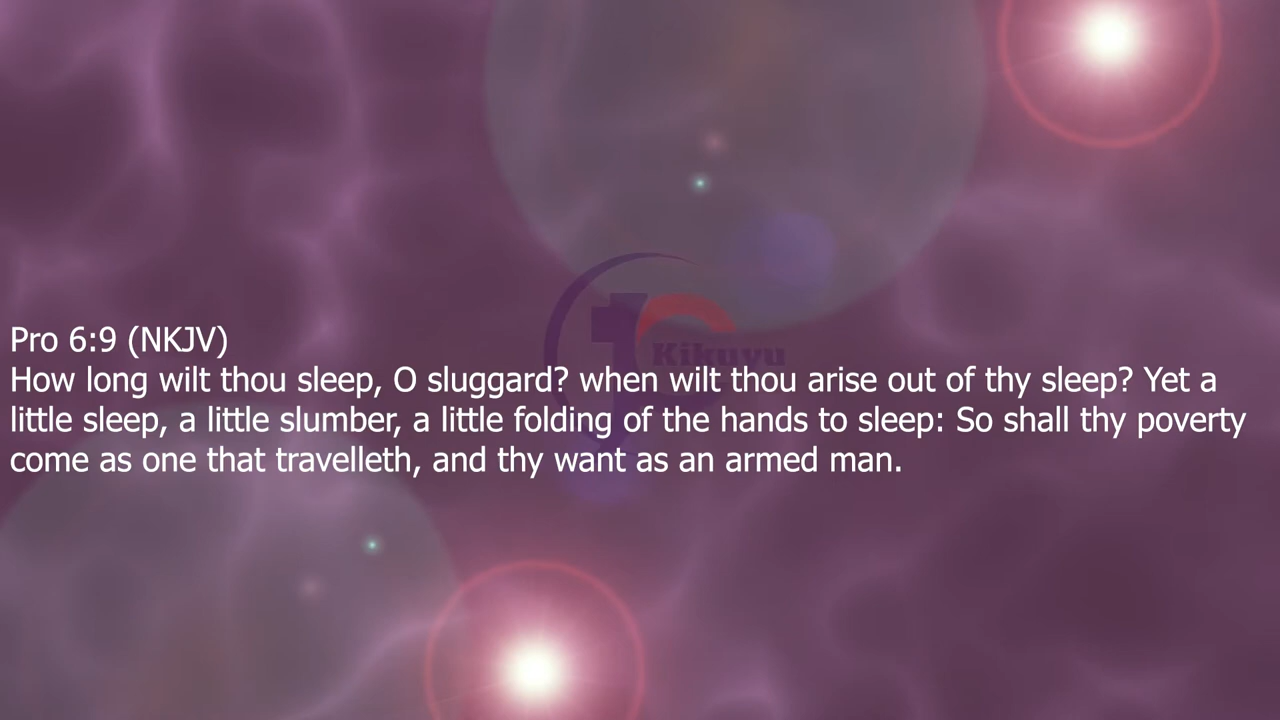 Kikuyu
Pro 6:9 (NKJV)
How long wilt thou sleep, O sluggard? when wilt thou arise out of thy sleep? Yet a
little sleep, a little slumber, a little folding of the hands to sleep: So shall thy poverty
come as one that travelleth, and thy want as an armed man.